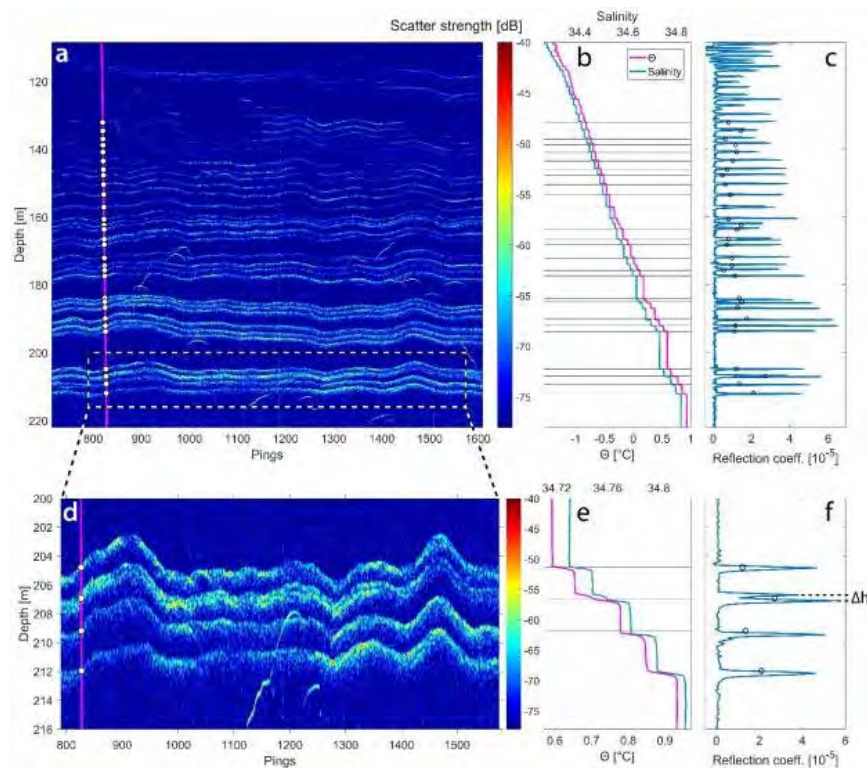 Scatter strength [dB]
Salinity
34.4 34.6 34.8
a
b
c
Θ
Salinity
-40
-45
-50
-55
-60
-65
-70
-75
120
140
160
180
200
220
Depth [m]
800 900 1000 1100 1200 1300 1400 1500 1600
Pings
-1 -0.5 0 0.5 1
Θ [°C]
0 2 4 6
Reflection coeff. [10-5]
34.72 34.76 34.8
d
e
f
200
202
204
206
208
210
212
214
216
Depth [m]
-40
-45
-50
-55
-60
-65
-70
-75
Δh
800 900 1000 1100 1200 1300 1400 1500
Pings
0.6 0.7 0.8 0.9
Θ [°C]
0 2 4 6
Reflection coeff. [10-5]